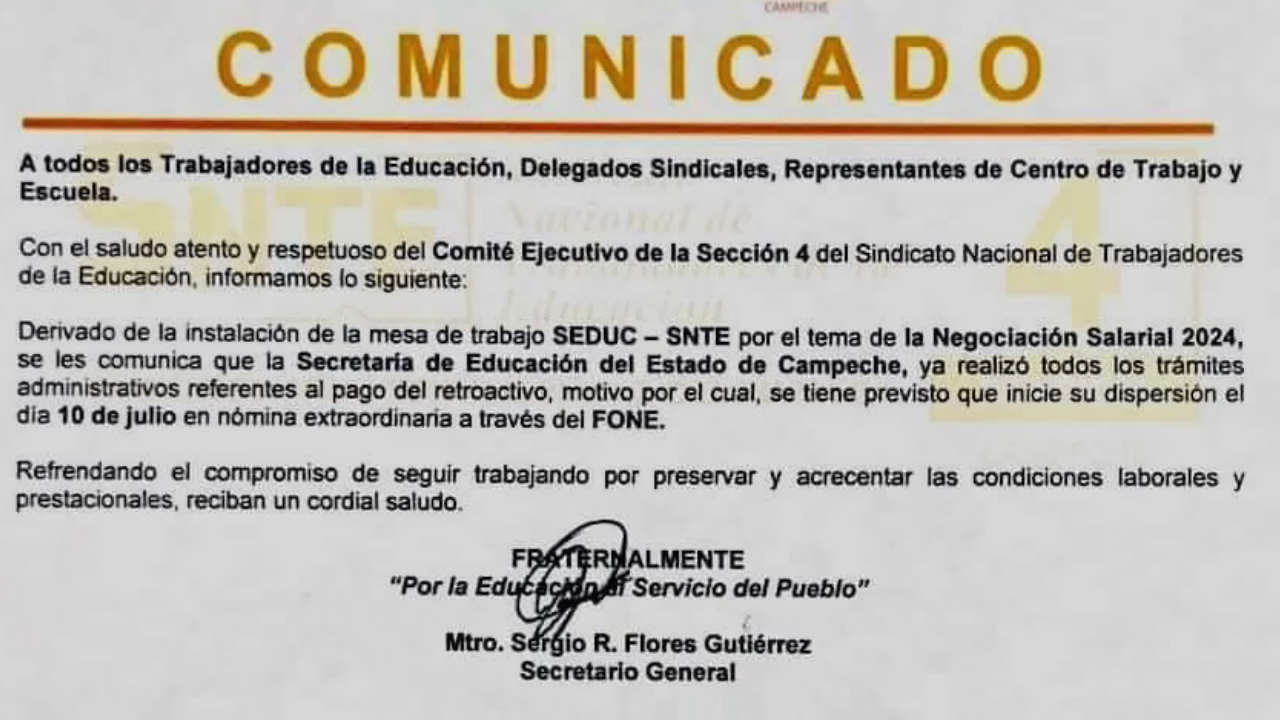 CAMPECHE
COMUNICADO
A todos los Trabajadores de la Educación, Delegados Sindicales, Representantes de Centro de Trabajo y
Escuela.
Con el saludo atento y respetuoso del Comité Ejecutivo de la Sección 4 del Sindicato Nacional de Trabajadores
de la Educación, informamos lo siguiente:
Derivado de la instalación de la mesa de trabajo SEDUC – SNTE por el tema de la Negociación Salarial 2024,
se les comunica que la Secretaría de Educación del Estado de Campeche, ya realizó todos los trámites
administrativos referentes al pago del retroactivo, motivo por el cual, se tiene previsto que inicie su dispersión el
día 10 de julio en nómina extraordinaria a través del FONE.
Refrendando el compromiso de seguir trabajando por preservar y acrecentar las condiciones laborales y
prestacionales, reciban un cordial saludo.
FRATERNALMENTE
“Por la Educación al Servicio del Pueblo”
Mtro. Sergio R. Flores Gutiérrez
Secretario General
SNTE
Nacional de
Educación
4